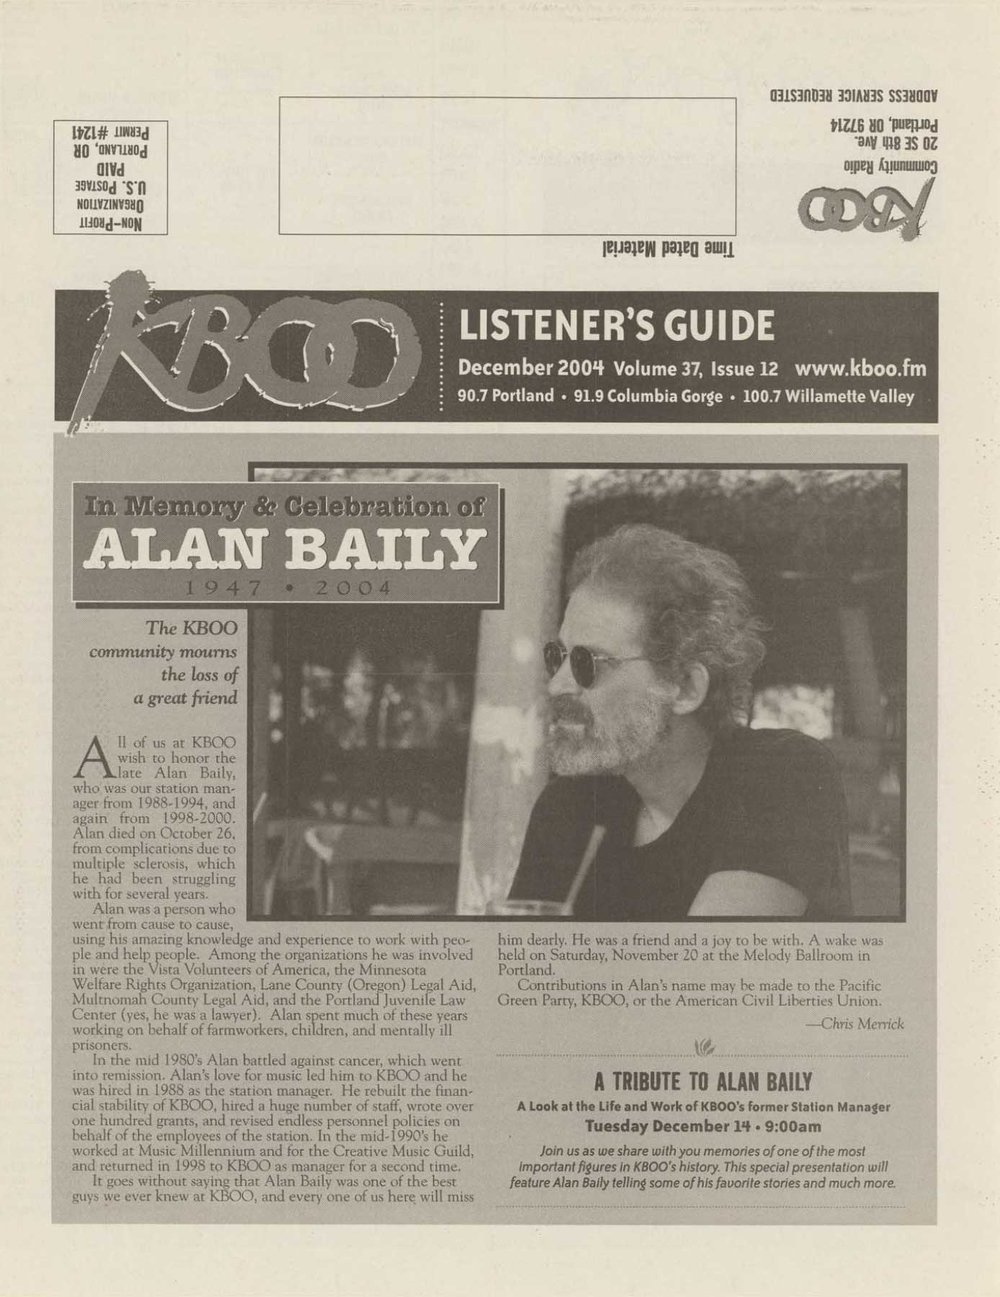 ADDRESS SERVICE REQUESTED
Portland, OR 97214
20 SE 8th Ave.
Community Radio
KBOO
Time Dated Material
NON-PROFIT
ORGANIZATION
U.S. POSTAGE
PAID
PORTLAND, OR
PERMIT #1241
KBOO
LISTENER'S GUIDE
December 2004 Volume 37, Issue 12 www.kboo.fm
90.7 Portland • 91.9 Columbia Gorge • 100.7 Willamette Valley
In Memory & Celebration of
ALAN BAILY
1947 • 2004
The KBOO
community mourns
the loss of
a great friend
All of us at KBOO
wish to honor the
late Alan Baily,
who was our station man-
ager from 1988-1994, and
again from 1998-2000.
Alan died on October 26,
from complications due to
multiple sclerosis, which
he had been struggling
with for several years.
Alan was a person who
went from cause to cause,
using his amazing knowledge and experience to work with peo-
ple and help people. Among the organizations he was involved
in were the Vista Volunteers of America, the Minnesota
Welfare Rights Organization, Lane County (Oregon) Legal Aid,
Multnomah County Legal Aid, and the Portland Juvenile Law
Center (yes, he was a lawyer). Alan spent much of these years
working on behalf of farmworkers, children, and mentally ill
prisoners.
In the mid 1980's Alan battled against cancer, which went
into remission. Alan's love for music led him to KBOO and he
was hired in 1988 as the station manager. He rebuilt the finan-
cial stability of KBOO, hired a huge number of staff, wrote over
one hundred grants, and revised endless personnel policies on
behalf of the employees of the station. In the mid-1990's he
worked at Music Millennium and for the Creative Music Guild,
and returned in 1998 to KBOO as manager for a second time.
It goes without saying that Alan Baily was one of the best
guys we ever knew at KBOO, and every one of us here will miss
him dearly. He was a friend and a joy to be with. A wake was
held on Saturday, November 20 at the Melody Ballroom in
Portland.
Contributions in Alan's name may be made to the Pacific
Green Party, KBOO, or the American Civil Liberties Union.
—Chris Merrick
A TRIBUTE TO ALAN BAILY
A Look at the Life and Work of KBOO's former Station Manager
Tuesday December 14 • 9:00am
Join us as we share with you memories of one of the most
important figures in KBOO's history. This special presentation will
feature Alan Baily telling some of his favorite stories and much more.